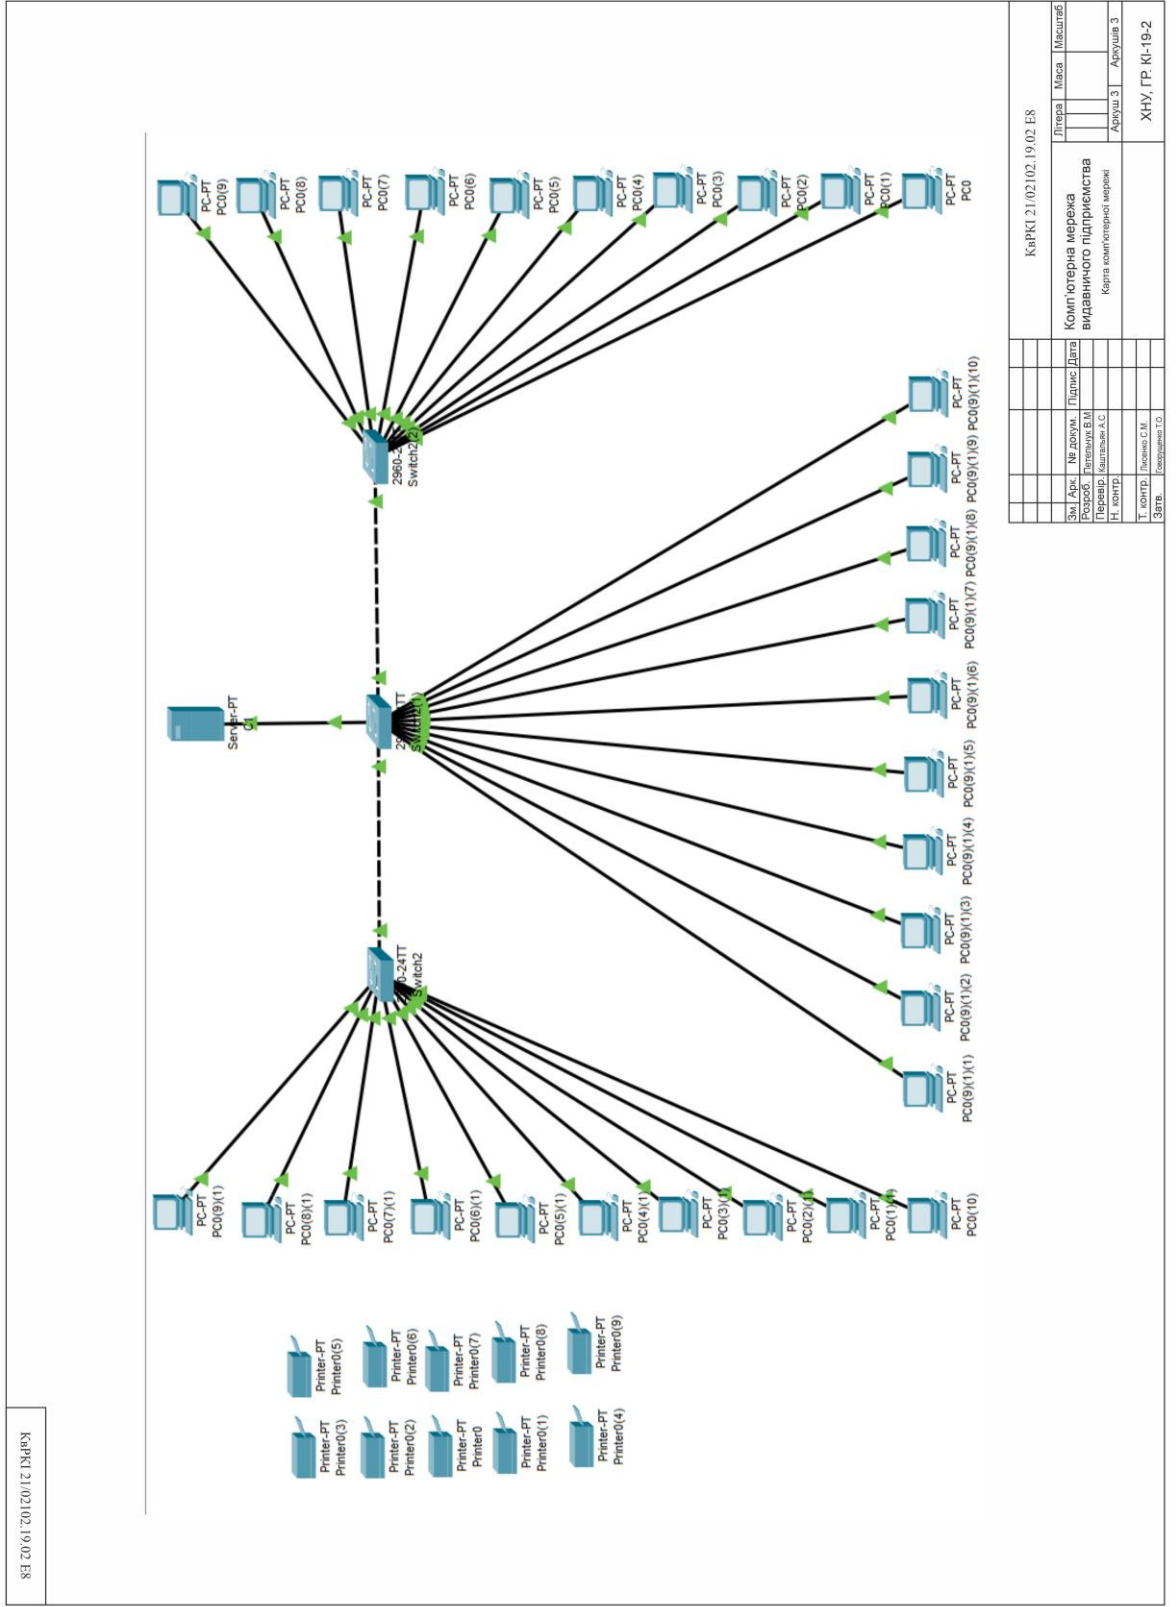 КвРКІ 21/02102.19.02 Е8
Printer-PT
Printer0(3)
Printer-PT
Printer0(2)
Printer-PT
Printer0
Printer-PT
Printer0(1)
Printer-PT
Printer0(4)
Printer-PT
Printer0(5)
Printer-PT
Printer0(6)
Printer-PT
Printer0(7)
Printer-PT
Printer0(8)
Printer-PT
Printer0(9)
PC-PT
PC0(9)(1)
PC-PT
PC0(8)(1)
PC-PT
PC0(7)(1)
PC-PT
PC0(6)(1)
PC-PT
PC0(5)(1)
PC-PT
PC0(4)(1)
PC-PT
PC-PT
PC-PT
PC-PT
PC0(10)
Switch2
Server-PT
2960-2
Switch2(2)
PC-PT
PC0(9)(1)(1)
PC-PT
PC0(9)(1)(2)
PC-PT
PC0(9)(1)(3)
PC-PT
PC0(9)(1)(4)
PC-PT
PC0(9)(1)(5)
PC-PT
PC0(9)(1)(6)
PC-PT
PC0(9)(1)(7)
PC-PT
PC0(9)(1)(8)
PC-PT
PC0(9)(1)(9)
PC-PT
PC0(9)(1)(10)
PC-PT
PC0(9)
PC-PT
PC0(8)
PC-PT
PC0(7)
PC-PT
PC0(6)
PC-PT
PC0(5)
PC-PT
PC0(4)
PC-PT
PC0(3)
PC-PT
PC0(2)
PC-PT
PC0(1)
PC-PT
PC0
КвРКІ 21/02102.19.02 Е8
Зм. Арк. № докум. Підпис Дата
Розроб. Петельчук В.М
Перевір. Каштальян А.С
Н. контр.
Т. контр. Лисенко С.М.
Затв. Говорущенко Т.О.
Комп'ютерна мережа
видавничого підприємства
Карта комп'ютерної мережі
Літера Маса Масштаб
Аркуш 3 Аркушів 3
ХНУ, ГР. КІ-19-2